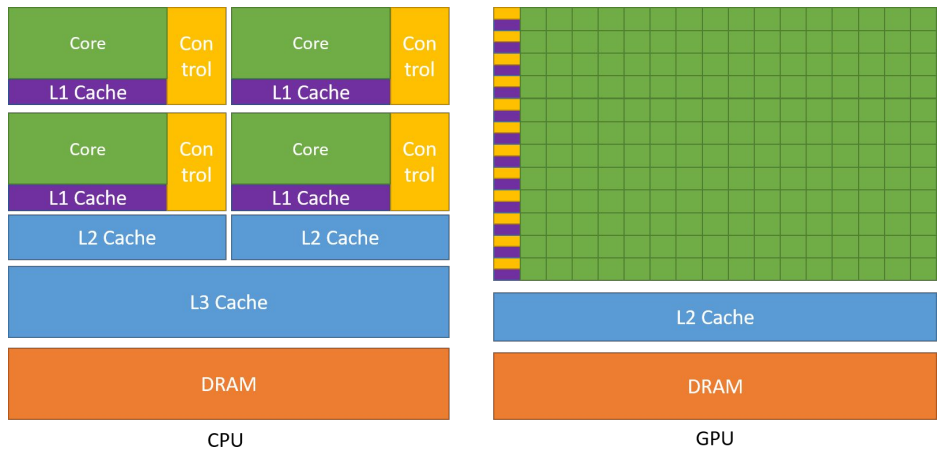 Core
Con
trol
Core
Con
trol
L1 Cache
L1 Cache
Core
Con
trol
Core
Con
trol
L1 Cache
L1 Cache
L2 Cache
L2 Cache
L3 Cache
DRAM
CPU
L2 Cache
DRAM
GPU